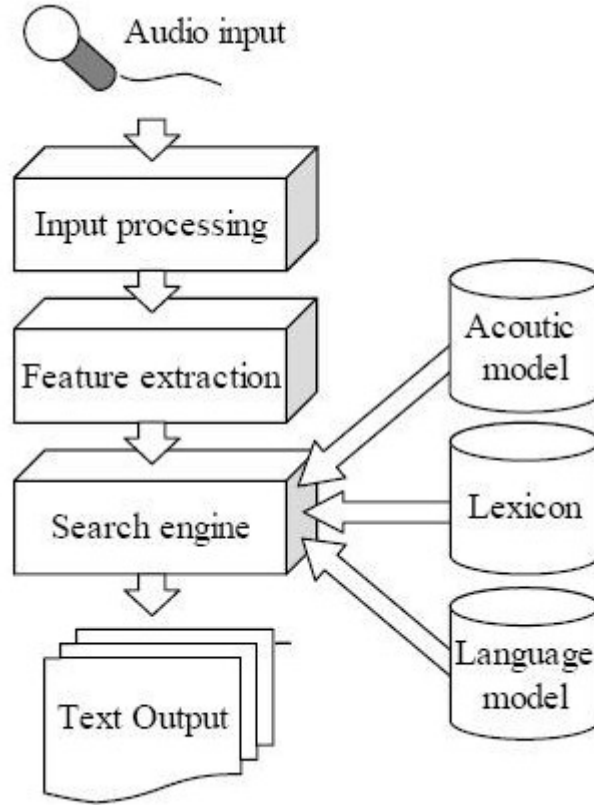 Audio input
Input processing
Feature extraction
Search engine
Text Output
Acoutic
model
Lexicon
Language
model